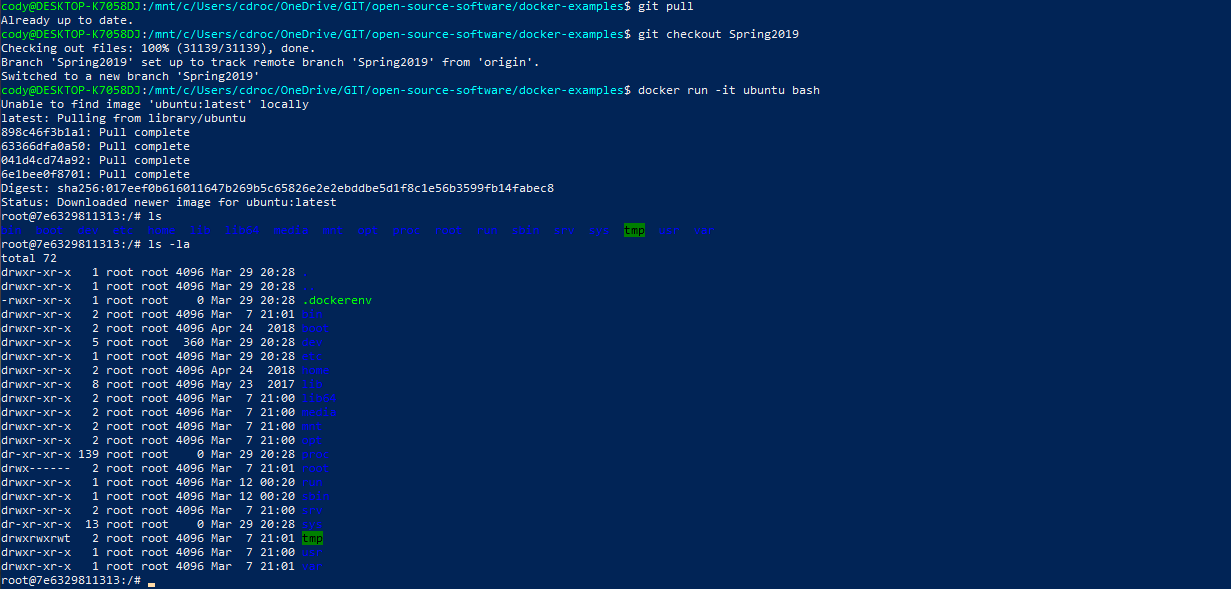 cody@DESKTOP-K7058DJ:/mnt/c/Users/cdroc/OneDrive/GIT/open-source-software/docker-examples$ git pull
Already up to date.
cody@DESKTOP-K7058DJ:/mnt/c/Users/cdroc/OneDrive/GIT/open-source-software/docker-examples$ git checkout Spring2019
Checking out files: 100% (31139/31139), done.
Branch 'Spring2019' set up to track remote branch 'Spring2019' from 'origin'.
Switched to a new branch 'Spring2019'
cody@DESKTOP-K7058DJ:/mnt/c/Users/cdroc/OneDrive/GIT/open-source-software/docker-examples$ docker run -it ubuntu bash
Unable to find image 'ubuntu:latest' locally
latest: Pulling from library/ubuntu
898c46f3b1a1: Pull complete
63366dfa0a50: Pull complete
041d4cd74a92: Pull complete
6e1bee0f8701: Pull complete
Digest: sha256:017eef0b616011647b269b5c65826e2e2ebddbe5d1f8c1e56b3599fb14fabec8
Status: Downloaded newer image for ubuntu:latest
root@7e6329811313:/# ls
bin boot dev etc home lib lib64 media mnt opt proc root run sbin srv sys tmp usr var
root@7e6329811313:/# ls -la
total 72
drwxr-xr-x 1 root root 4096 Mar 29 20:28
drwxr-xr-x 1 root root 4096 Mar 29 20:28 ..
-rwxr-xr-x 1 root root 0 Mar 29 20:28 .dockerenv
drwxr-xr-x 2 root root 4096 Mar 7 21:01 bin
drwxr-xr-x 2 root root 4096 Apr 24 2018 boot
drwxr-xr-x 5 root root 360 Mar 29 20:28 dev
drwxr-xr-x 1 root root 4096 Mar 29 20:28 etc
drwxr-xr-x 2 root root 4096 Apr 24 2018 home
drwxr-xr-x 8 root root 4096 May 23 2017 lib
drwxr-xr-x 2 root root 4096 Mar 7 21:00 lib64
drwxr-xr-x 2 root root 4096 Mar 7 21:00 media
drwxr-xr-x 2 root root 4096 Mar 7 21:00 mnt
drwxr-xr-x 2 root root 4096 Mar 7 21:00 opt
dr-xr-xr-x 139 root root 0 Mar 29 20:28 proc
drwx------ 2 root root 4096 Mar 7 21:01 root
drwxr-xr-x 1 root root 4096 Mar 12 00:20 run
drwxr-xr-x 1 root root 4096 Mar 12 00:20 sbin
drwxr-xr-x 2 root root 4096 Mar 7 21:00 srv
dr-xr-xr-x 13 root root 0 Mar 29 20:28 sys
drwxrwxrwt 2 root root 4096 Mar 7 21:01 tmp
drwxr-xr-x 1 root root 4096 Mar 7 21:00 usr
drwxr-xr-x 1 root root 4096 Mar 7 21:01 var
root@7e6329811313:/#